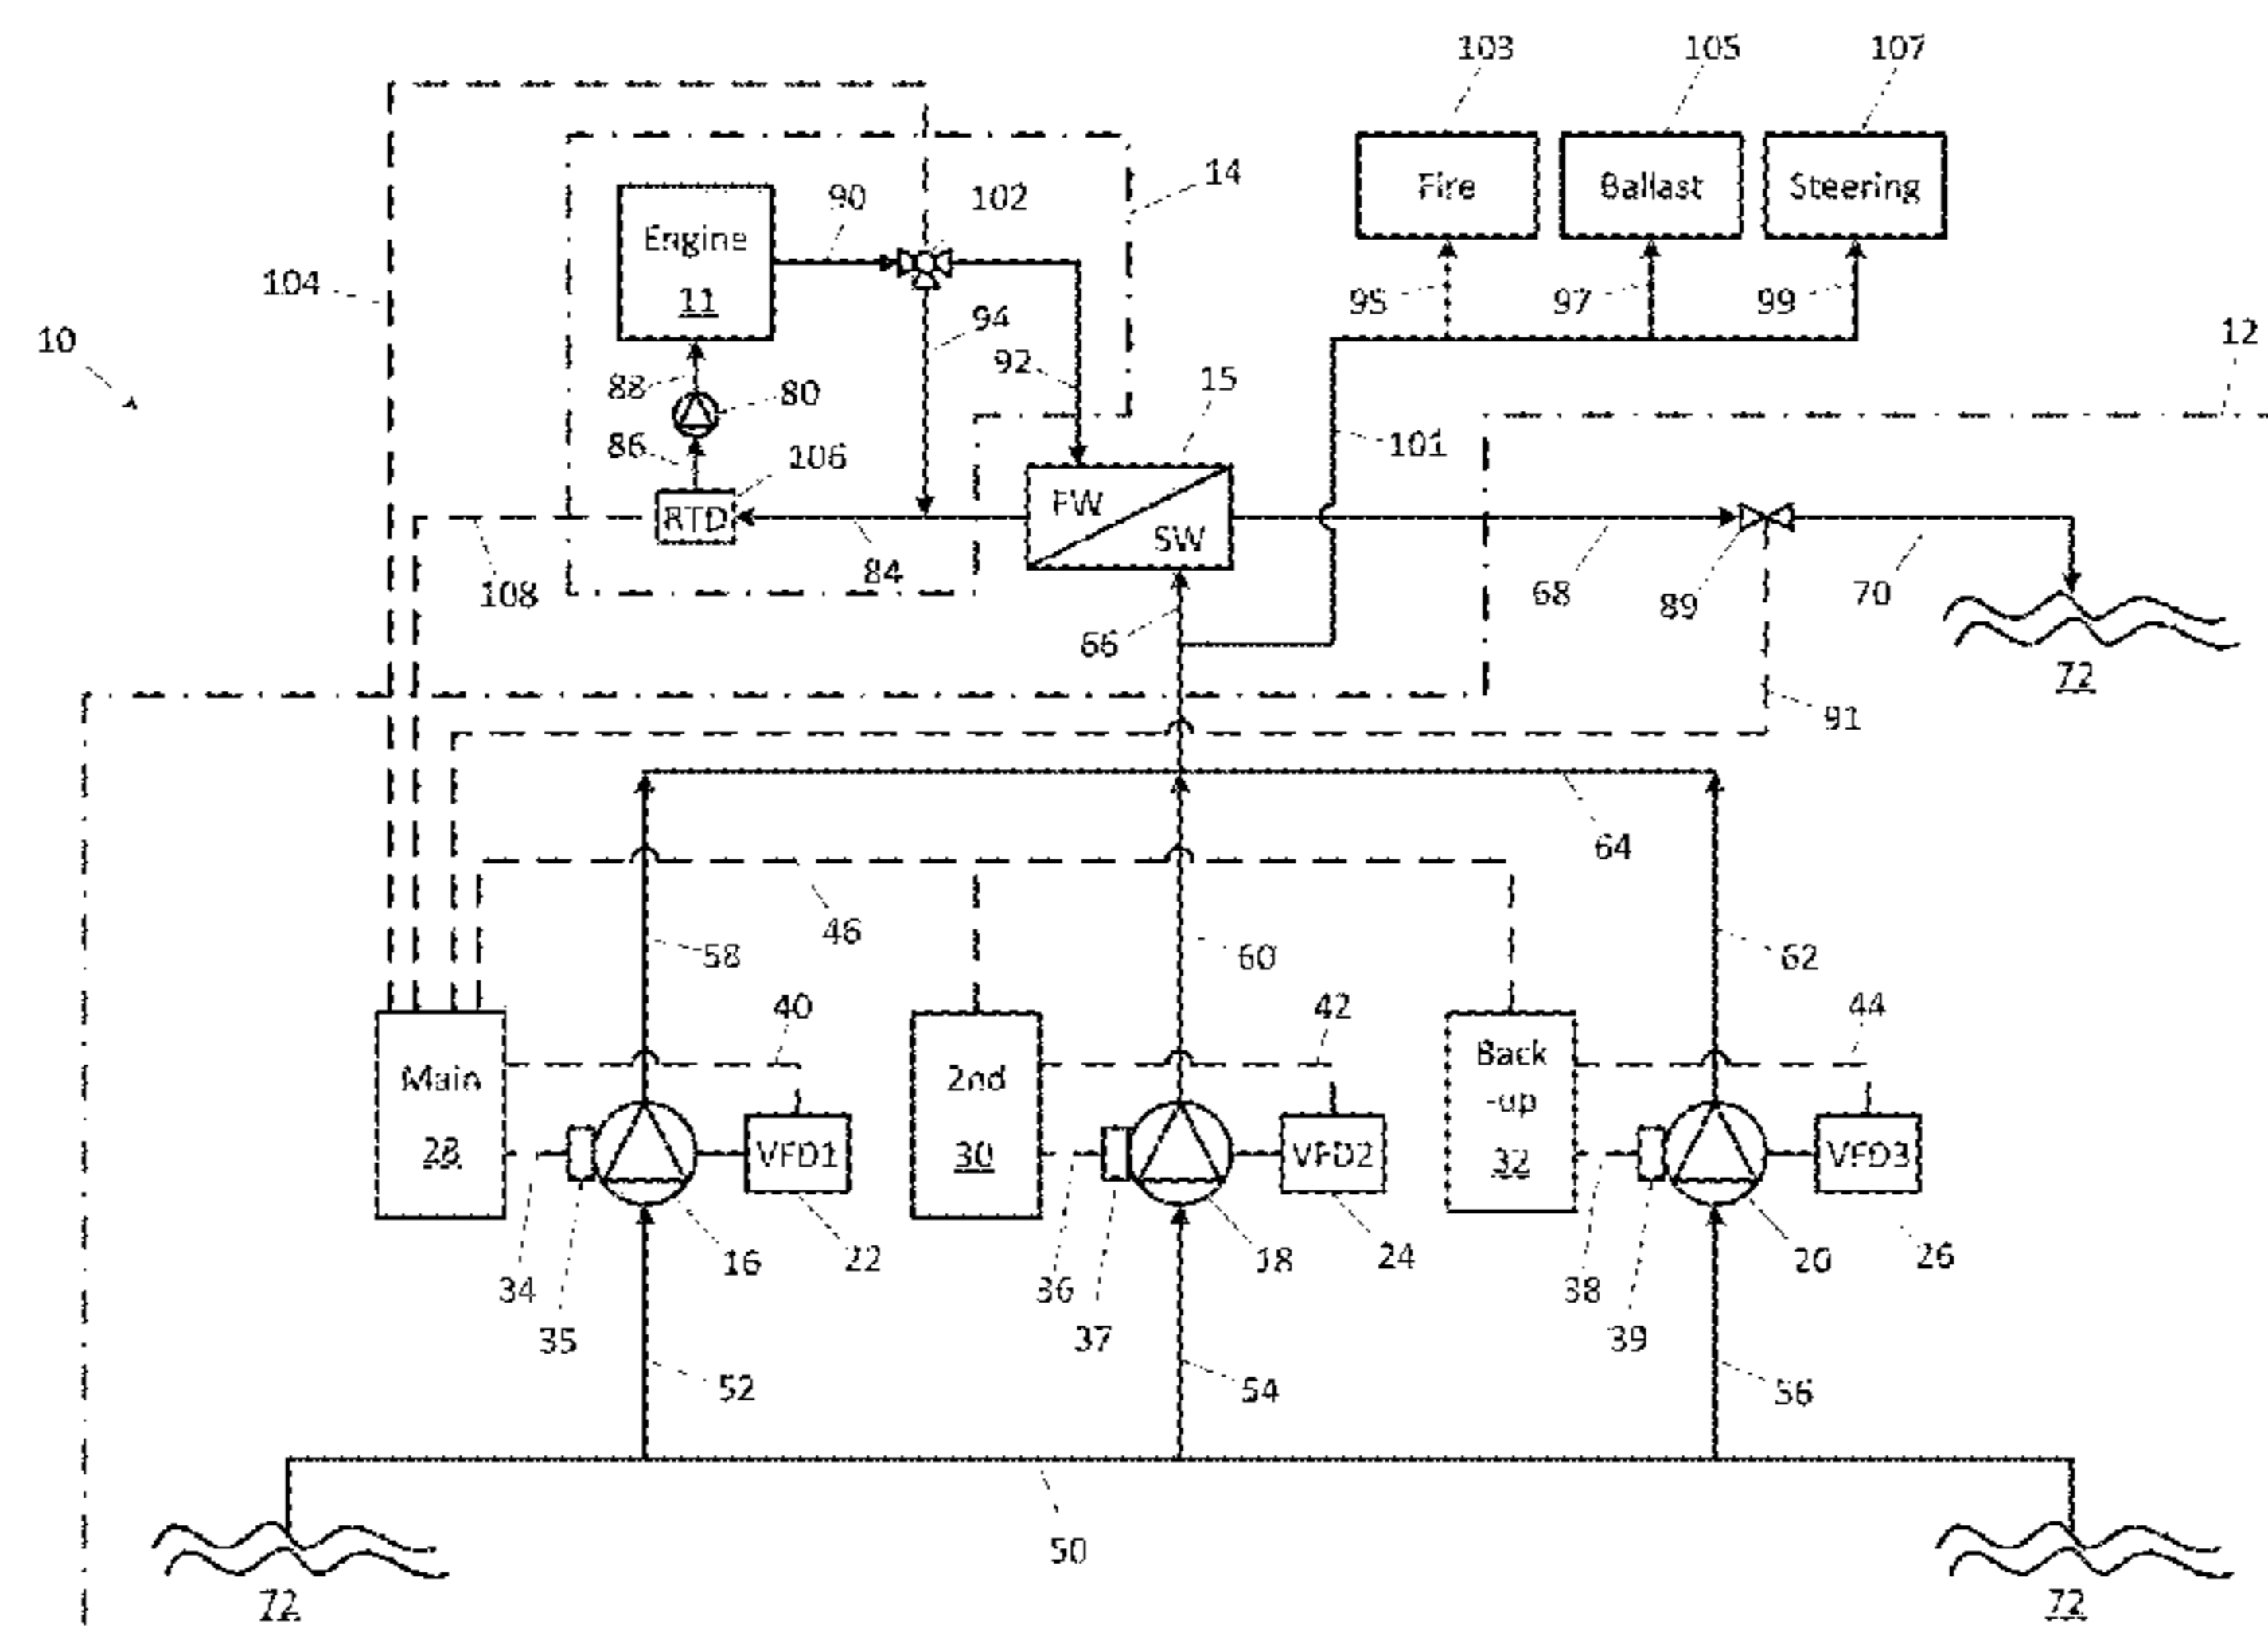 103 105 107
14
Fire Ballast Steering
90 102
Engine
11
104
94
95 97 99
10
12
92
88 80
15
86 106
101
FW
RTD
SW
84
108
68 89 70
66
72
91
64
46
58 60 62
40 42 44
Main 2nd Back
-up
28 30 32
VFD1 VFD2 VFD3
16 22 18 24 20 26
34 36 38
35 37 39
52 54 56
50
72 72